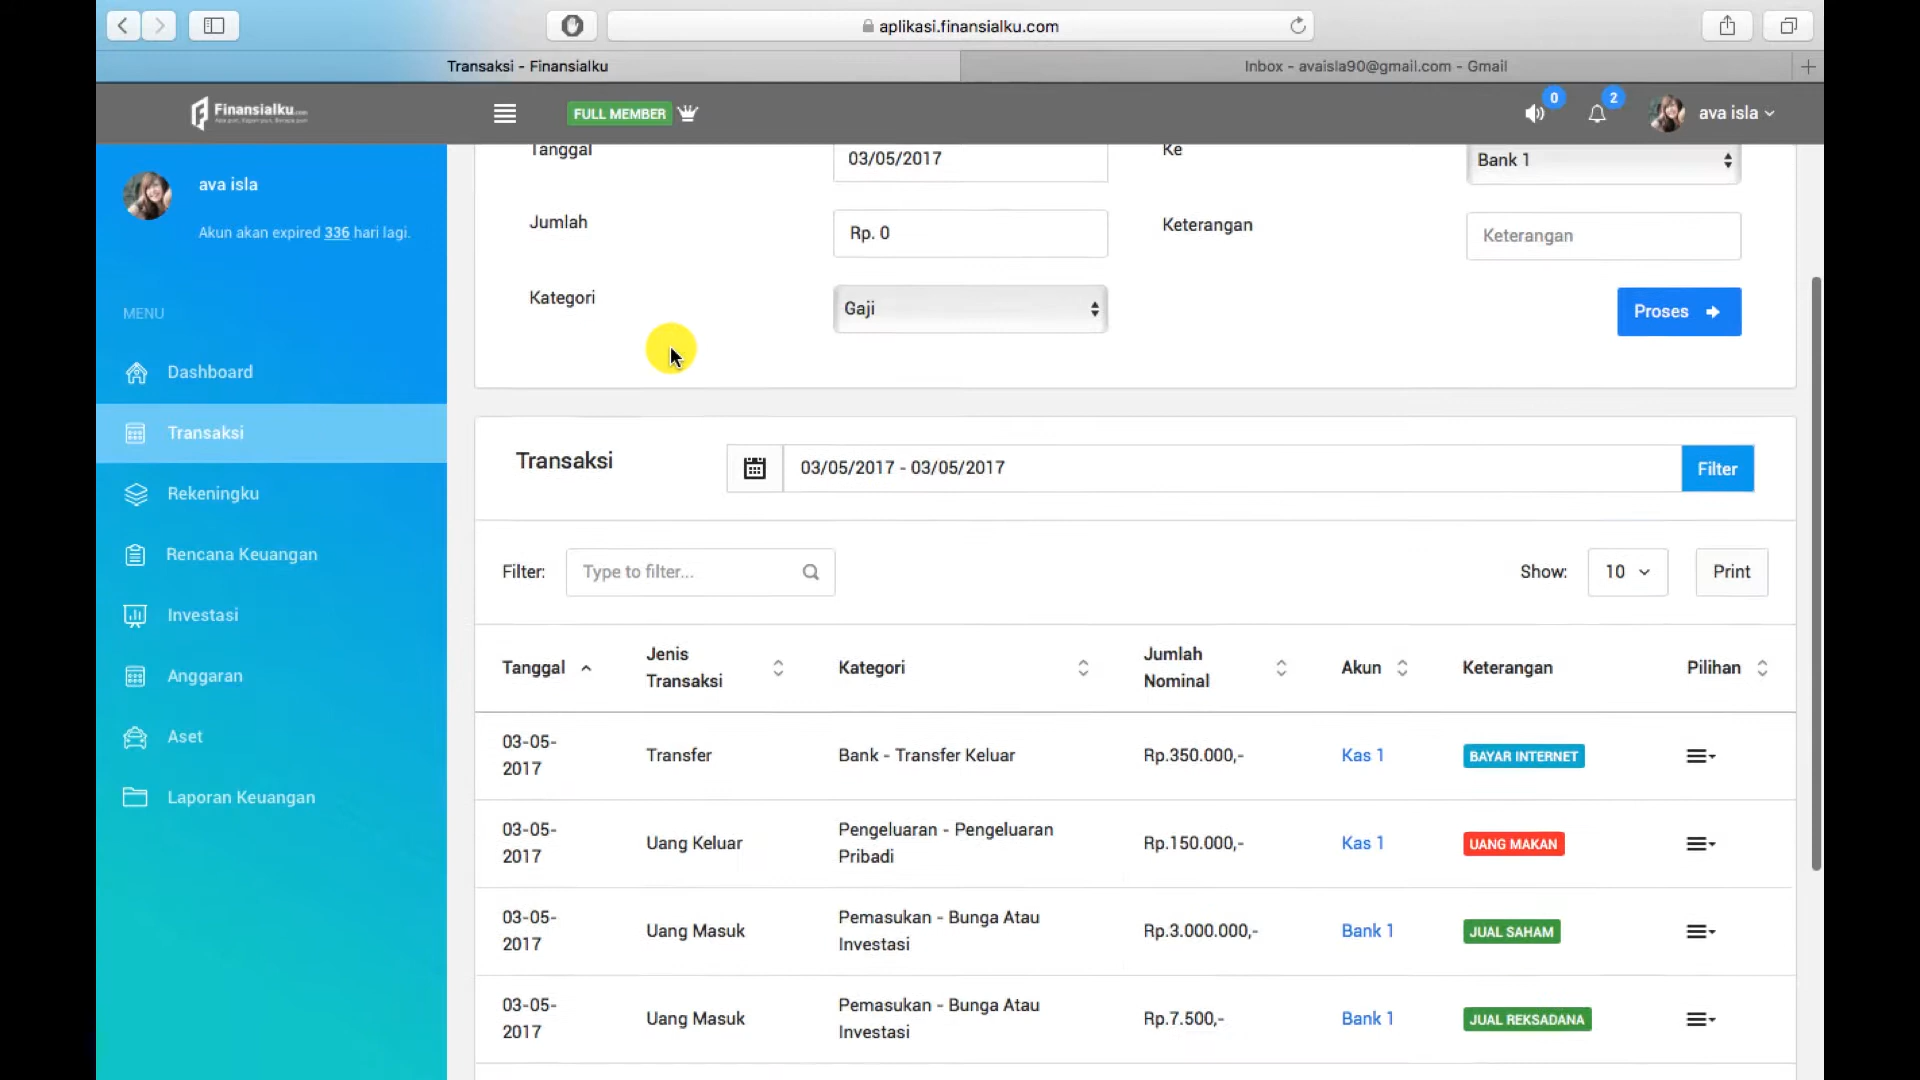 aplikasi.finansialku.com
Transaksi - Finansialku
Inbox - avaisla90@gmail.com - Gmail
Finansialku.com
FULL MEMBER
0
2
ava isla
ava isla
Akun akan expired 336 hari lagi.
MENU
Dashboard
Transaksi
Rekeningku
Rencana Keuangan
Investasi
Anggaran
Aset
Laporan Keuangan
Tanggal
03/05/2017
Ke
Bank 1
Jumlah
Rp. 0
Keterangan
Keterangan
Kategori
Gaji
Proses
Transaksi
03/05/2017 - 03/05/2017
Filter
Filter:
Type to filter...
Show:
10
Print
Tanggal
Jenis
Transaksi
Kategori
Jumlah
Nominal
Akun
Keterangan
Pilihan
03-05-
2017
Transfer
Bank - Transfer Keluar
Rp.350.000,-
Kas 1
BAYAR INTERNET
03-05-
2017
Uang Keluar
Pengeluaran - Pengeluaran
Pribadi
Rp.150.000,-
Kas 1
UANG MAKAN
03-05-
2017
Uang Masuk
Pemasukan - Bunga Atau
Investasi
Rp.3.000.000,-
Bank 1
JUAL SAHAM
03-05-
2017
Uang Masuk
Pemasukan - Bunga Atau
Investasi
Rp.7.500,-
Bank 1
JUAL REKSADANA